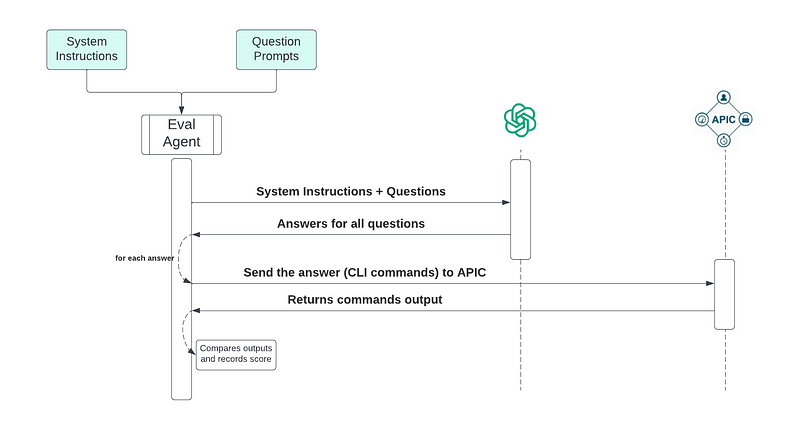 System
Instructions
Question
Prompts
Eval
Agent
APIC
System Instructions + Questions
Answers for all questions
for each answer
Send the answer (CLI commands) to APIC
Returns commands output
Compares outputs
and records score